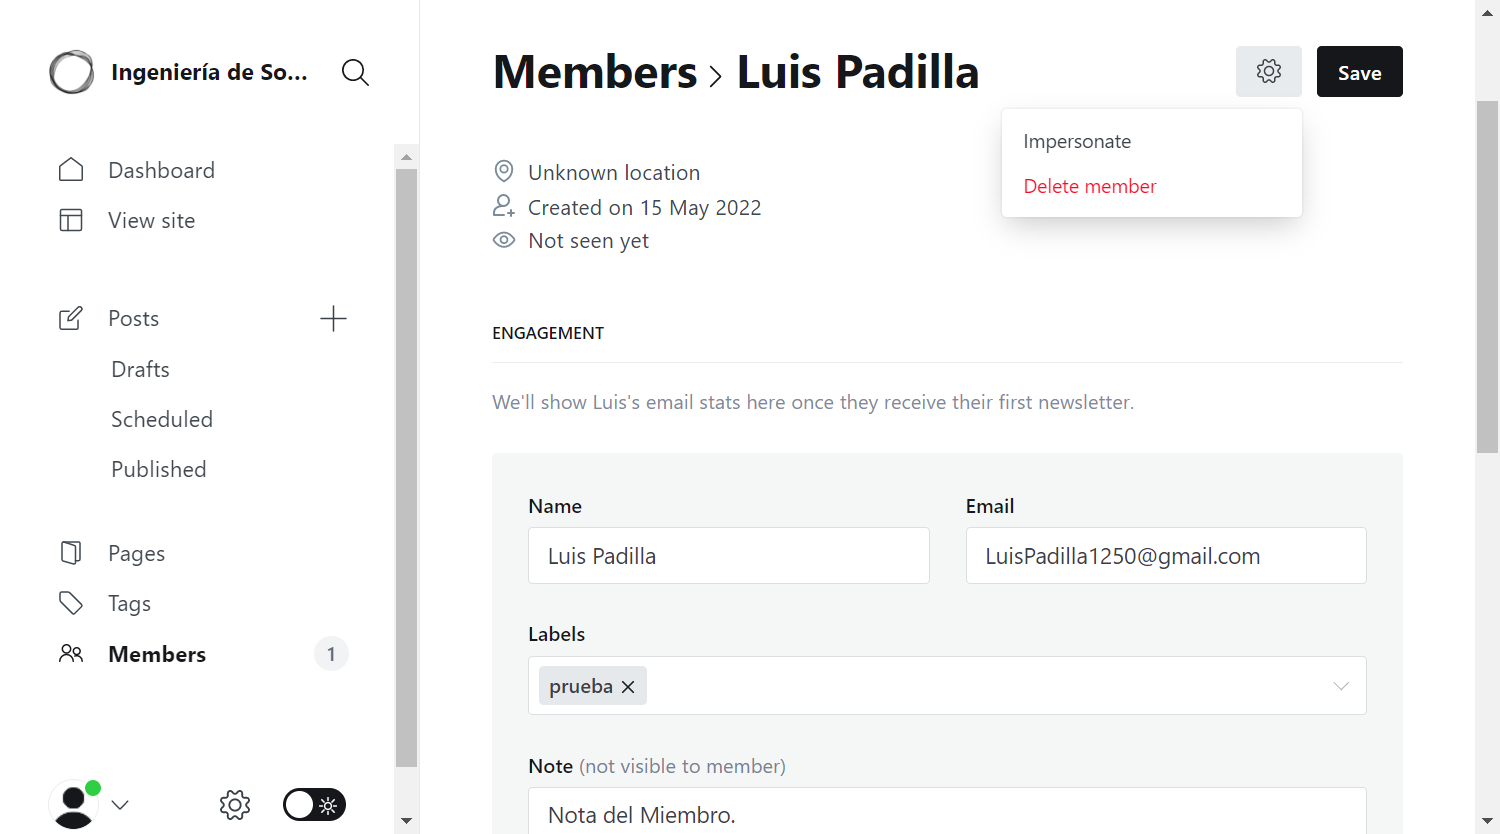 Ingeniería de So...
Dashboard
View site
Posts
Drafts
Scheduled
Published
Pages
Tags
Members 1
Members > Luis Padilla
Save
Impersonate
Delete member
Unknown location
Created on 15 May 2022
Not seen yet
ENGAGEMENT
We'll show Luis's email stats here once they receive their first newsletter.
Name
Luis Padilla
Email
LuisPadilla1250@gmail.com
Labels
prueba
Note (not visible to member)
Nota del Miembro.